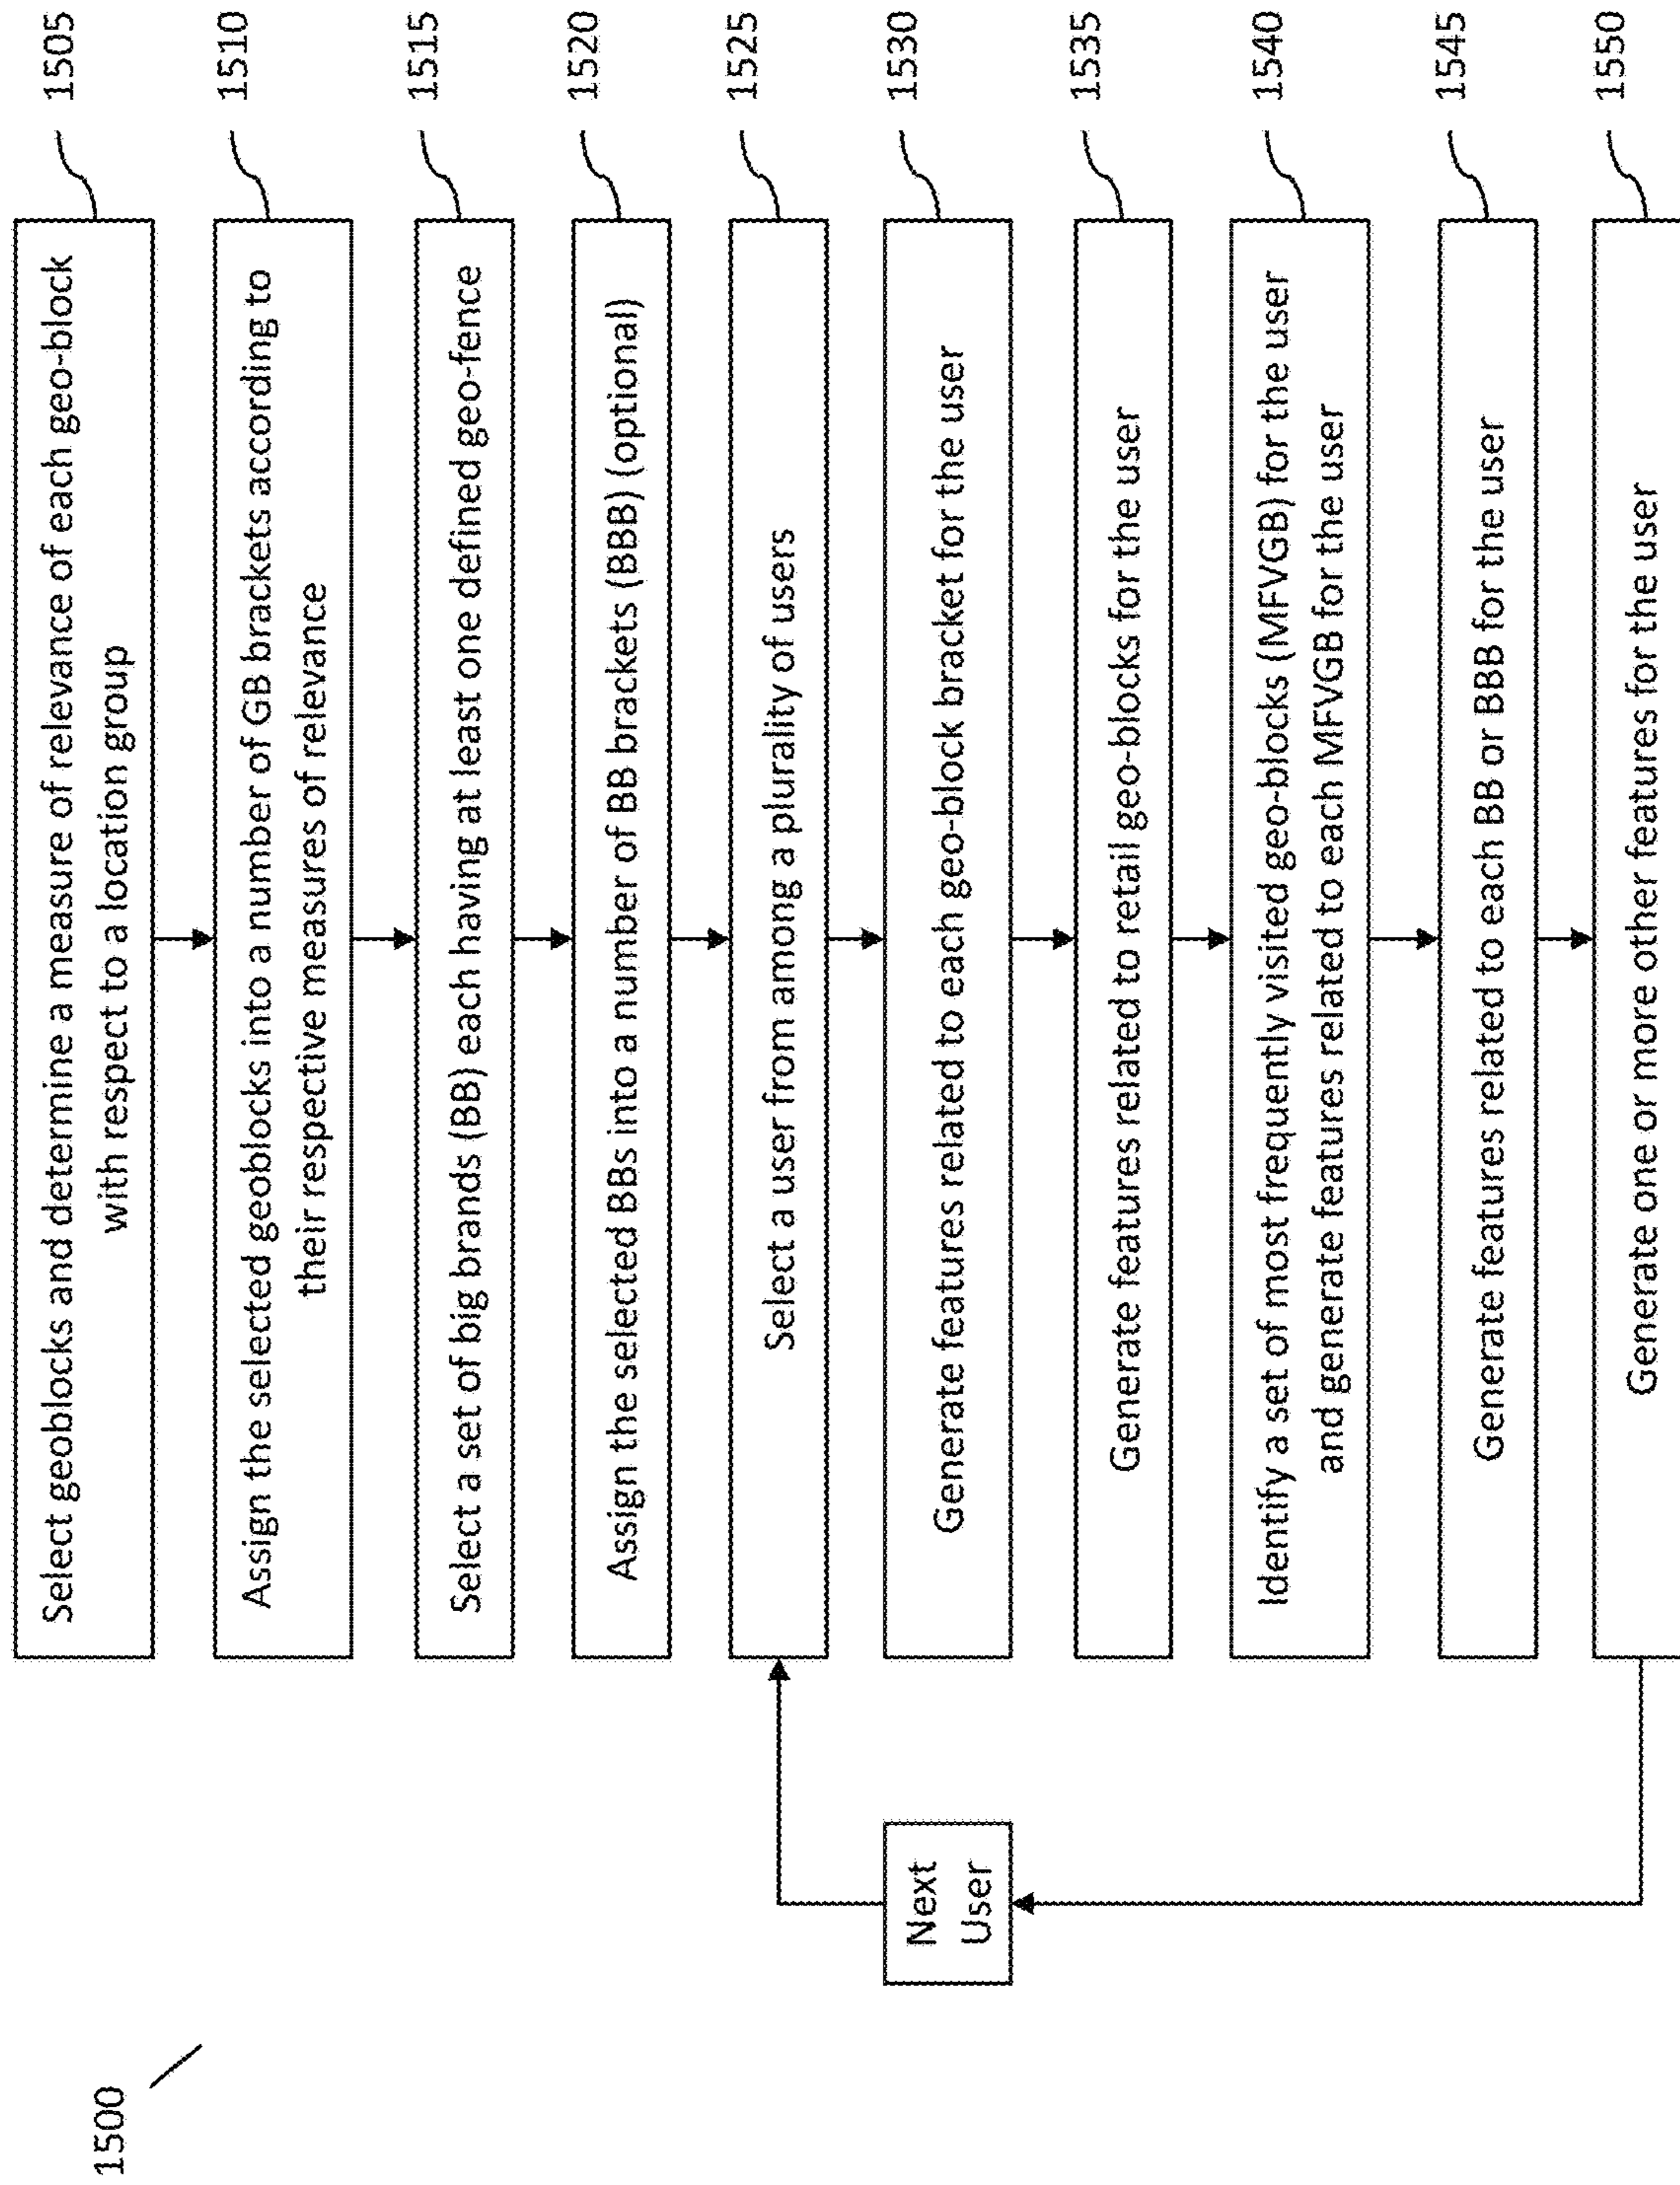 1500
Select geoblocks and determine a measure of relevance of each geo-block
with respect to a location group
1505
Assign the selected geoblocks into a number of GB brackets according to
their respective measures of relevance
1510
Select a set of big brands (BB) each having at least one defined geo-fence
1515
Assign the selected BBs into a number of BB brackets (BBB) (optional)
1520
Select a user from among a plurality of users
1525
Generate features related to each geo-block bracket for the user
1530
Generate features related to retail geo-blocks for the user
1535
Identify a set of most frequently visited geo-blocks (MFVGB) for the user
and generate features related to each MFVGB for the user
1540
Generate features related to each BB or BBB for the user
1545
Generate one or more other features for the user
1550
Next
User